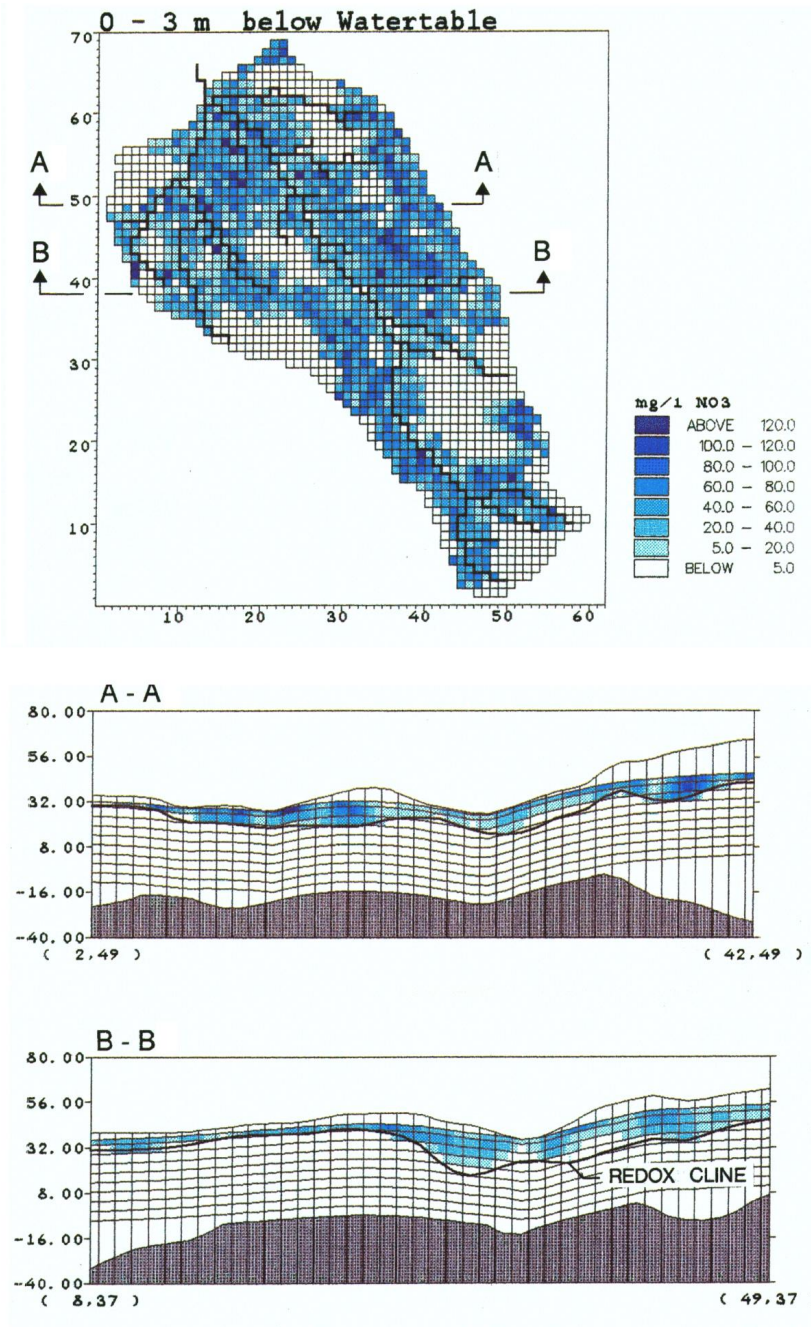 0 - 3 m below Watertable
70
60
50
40
30
20
10
10 20 30 40 50 60
A A
B B
mg/l NO3
ABOVE 120.0
100.0 - 120.0
80.0 - 100.0
60.0 - 80.0
40.0 - 60.0
20.0 - 40.0
5.0 - 20.0
BELOW 5.0
A - A
80.00
56.00
32.00
8.00
-16.00
-40.00
( 2,49 ) ( 42,49 )
B - B
80.00
56.00
32.00
8.00
-16.00
-40.00
REDOX CLINE
( 8,37 ) ( 49,37